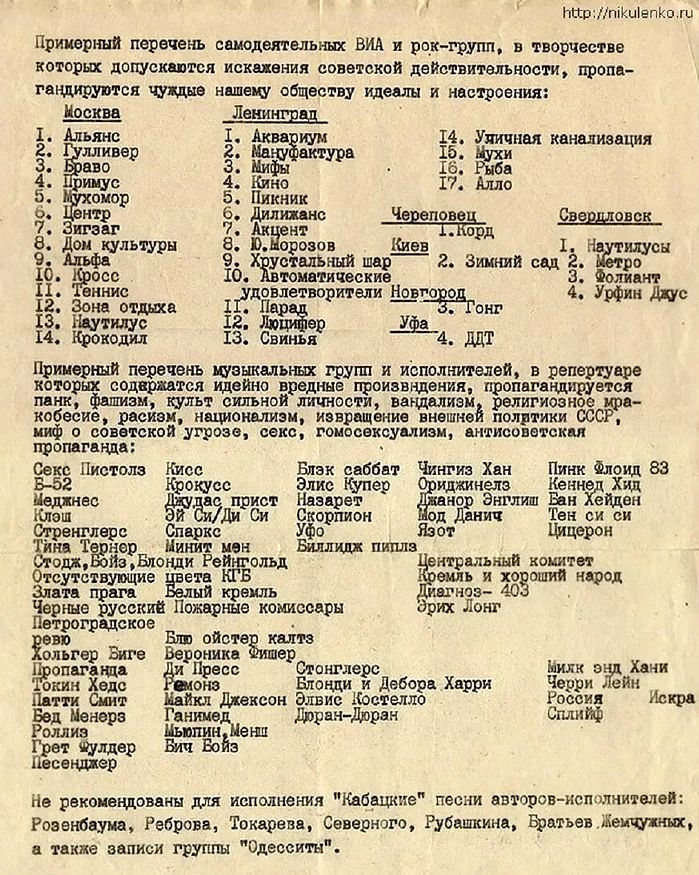 http://nikulenko.ru
Примерный перечень самодеятельных ВИА и рок-групп, в творчестве
которых допускаются искажения советской действительности, пропа-
гандируются чуждые нашему обществу идеалы и настроения:
Москва Ленинград
1. Альянс 1. Аквариум 14. Уличная канализация
2. Гулливер 2. Мануфактура 15. Мухи
3. Браво 3. Мифы 16. Рыба
4. Примус 4. Кино 17. Алло
5. Мухомор 5. Пикник
6. Центр 6. Дилижанс Череповец Свердловск
7. Зигзаг 7. Акцент 1.Корд
8. Дом культуры 8. Ю.Морозов Киев 1. Наутилусы
9. Альфа 9. Хрустальный шар 2. Зимний сад 2. Метро
10. Кросс 10. Автоматические 3. Фолиант
11. Теннис удовлетворители Новгород 4. Урфин Джус
12. Зона отдыха 11. Парад 3. Гонг
13. Наутилус 12. Люцифер Уфа
14. Крокодил 13. Свинья 4. ДДТ
Примерный перечень музыкальных групп и исполнителей, в репертуаре
которых содержатся идейно вредные произвндения, пропагандируется
панк, фашизм, культ сильной личности, вандализм, религиозное мра-
кобесие, расизм, национализм, извращение внешней политики СССР,
миф о советской угрозе, секс, гомосексуализм, антисоветская
пропаганда:
Секс Пистолз Кисс Блэк саббат Чингиз Хан Пинк Флоид 83
Б-52 Крокусс Элис Купер Ориджинелз Кеннед Хид
Меджнес Джудас прист Назарет Джанор Энглиш Ван Хейден
Клэш Эй Си/Ди Си Скорпион Мод Данич Тен си си
Стренглерс Спаркс Уфо Язот Цицерон
Тина Тернер Минит мен Биллидж пиплз
Стодж,Бойз,Блонди Рейнгольд Центральный комитет
Отсутствующие цвета КГБ Кремль и хороший народ
Злата прага Белый кремль Диагноз- 403
Черные русский Пожарные комиссары Эрих Лонг
Петроградское
ревю Блю ойстер калтз
Хольгер Биге Вероника Фишер
Пропаганда Ди Пресс Стонглерс Милк энд Хани
Токин Хедс Ремонз Блонди и Дебора Харри Черри Лейн
Патти Смит Майкл Джексон Элвис Костелло Россия Искра
Бед Менерз Ганимед Дюран-Дюран Сплийф
Роллиз Мьюпин,Менш
Грет Фулдер Бич Бойз
Песенджер
Не рекомендованы для исполнения "Кабацкие" песни авторов-исполнителей:
Розенбаума, Реброва, Токарева, Северного, Рубашкина, Братьев Жемчужных,
а также записи группы "Одесситы".